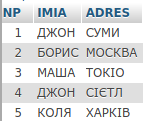 NP IMIA ADRES
1 ДЖОН СУМИ
2 БОРИС МОСКВА
3 МАША ТОКІО
4 ДЖОН СІЄТЛ
5 КОЛЯ ХАРКІВ